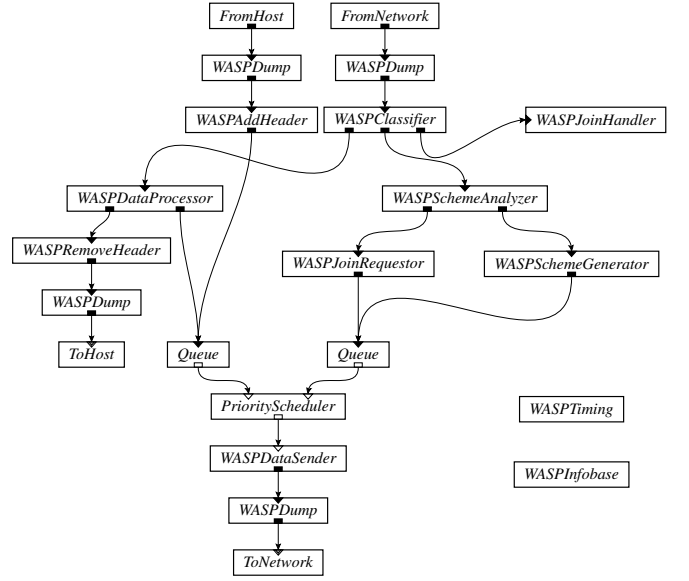 FromHost
FromNetwork
WASPDump
WASPDump
WASPAddHeader
WASPClassifier
WASPJoinHandler
WASPDataProcessor
WASPSchemeAnalyzer
WASPRemoveHeader
WASPJoinRequestor
WASPSchemeGenerator
WASPDump
ToHost
Queue
Queue
PriorityScheduler
WASPTiming
WASPDataSender
WASPInfobase
WASPDump
ToNetwork